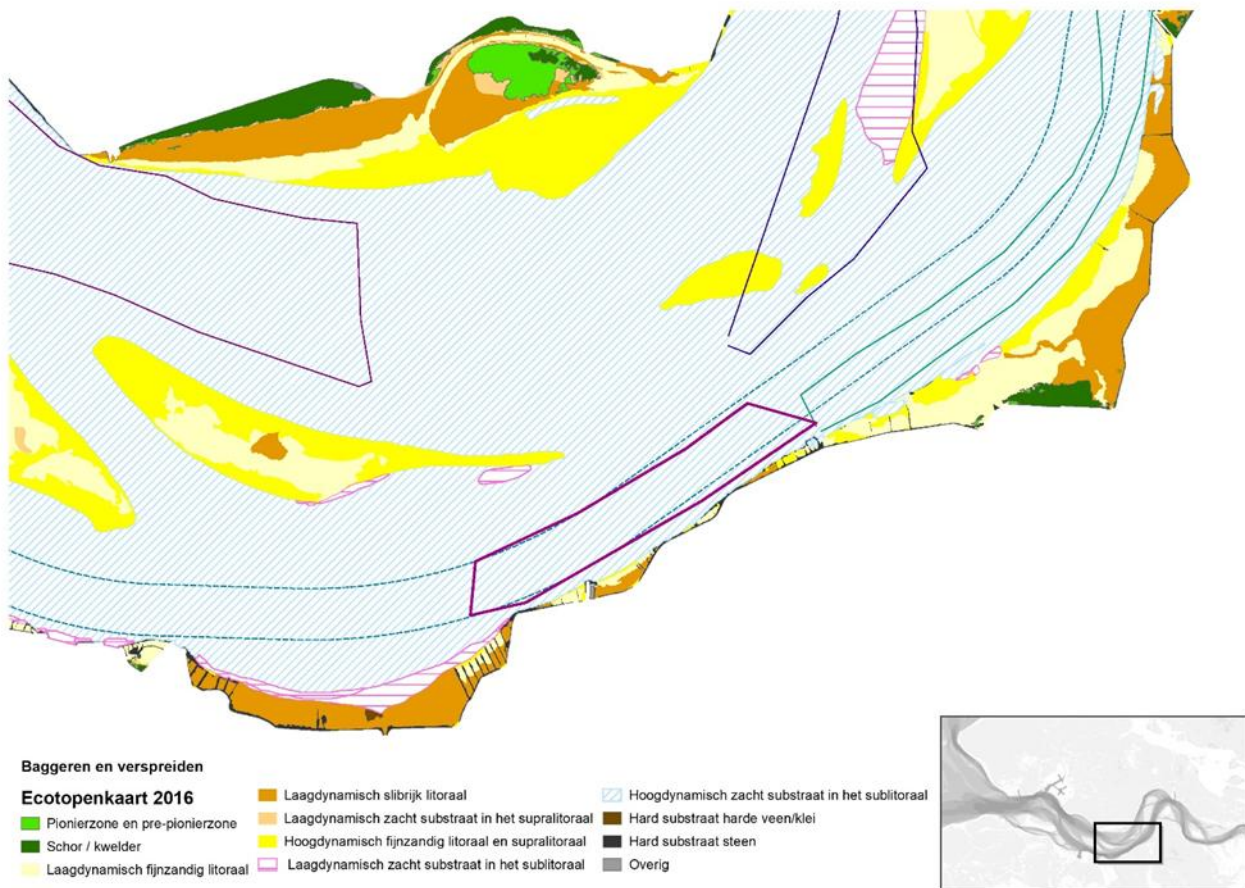 Baggeren en verspreiden
Ecotopenkaart 2016
Pionierzone en pre-pionierzone
Schor / kwelder
Laagdynamisch fijnzandig litoraal
Laagdynamisch slibrijk litoraal
Laagdynamisch zacht substraat in het supralitoraal
Hoogdynamisch fijnzandig litoraal en supralitoraal
Laagdynamisch zacht substraat in het sublitoraal
Hoogdynamisch zacht substraat in het sublitoraal
Hard substraat harde veen/klei
Hard substraat steen
Overig